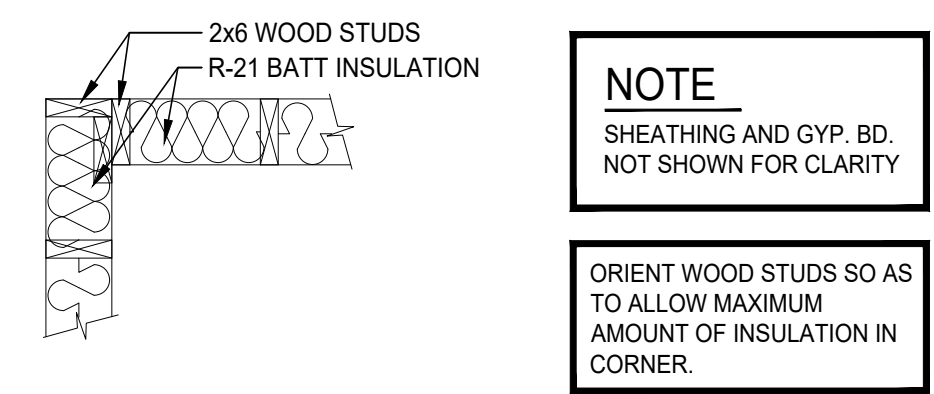 2x6 WOOD STUDS
R-21 BATT INSULATION
NOTE
SHEATHING AND GYP. BD.
NOT SHOWN FOR CLARITY
ORIENT WOOD STUDS SO AS
TO ALLOW MAXIMUM
AMOUNT OF INSULATION IN
CORNER.